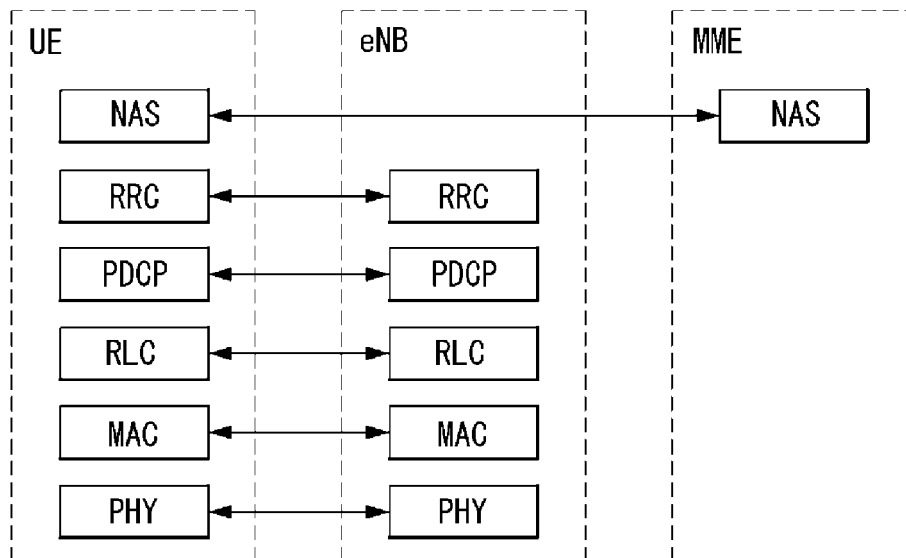 UE eNB MME
NAS NAS
RRC RRC
PDCP PDCP
RLC RLC
MAC MAC
PHY PHY